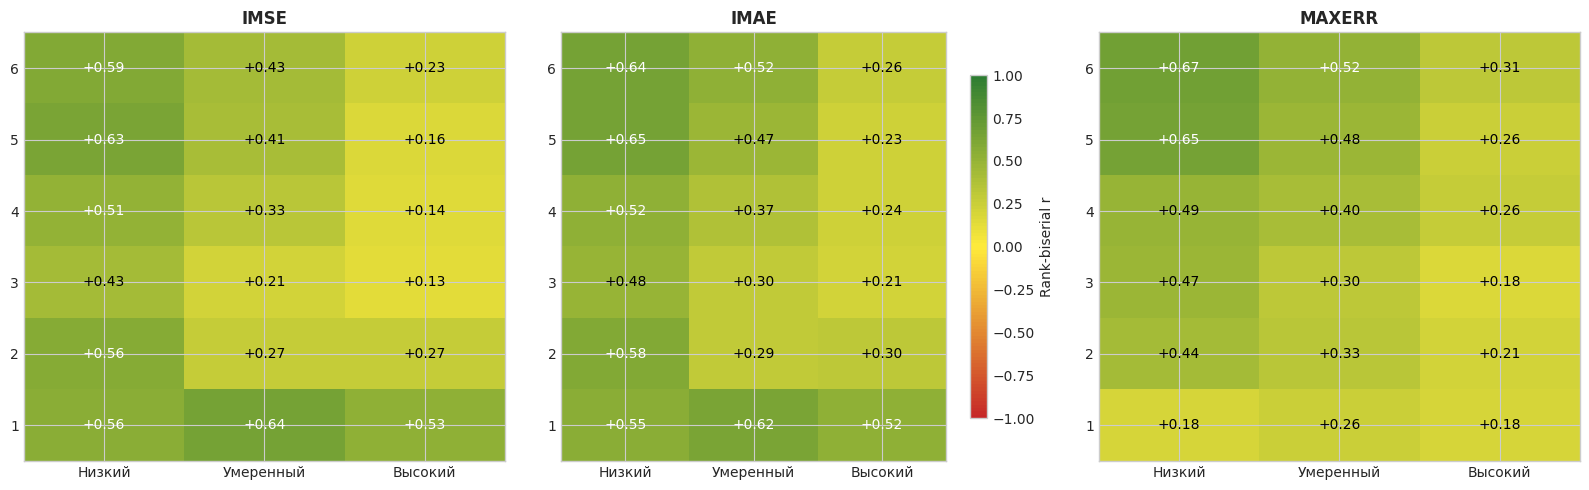 IMSE
6 +0.59 +0.43 +0.23
5 +0.63 +0.41 +0.16
4 +0.51 +0.33 +0.14
3 +0.43 +0.21 +0.13
2 +0.56 +0.27 +0.27
1 +0.56 +0.64 +0.53
Низкий Умеренный Высокий
IMAE
6 +0.64 +0.52 +0.26
5 +0.65 +0.47 +0.23
4 +0.52 +0.37 +0.24
3 +0.48 +0.30 +0.21
2 +0.58 +0.29 +0.30
1 +0.55 +0.62 +0.52
Низкий Умеренный Высокий
1.00
0.75
0.50
0.25
0.00
−0.25
−0.50
−0.75
−1.00
Rank-biserial r
MAXERR
6 +0.67 +0.52 +0.31
5 +0.65 +0.48 +0.26
4 +0.49 +0.40 +0.26
3 +0.47 +0.30 +0.18
2 +0.44 +0.33 +0.21
1 +0.18 +0.26 +0.18
Низкий Умеренный Высокий